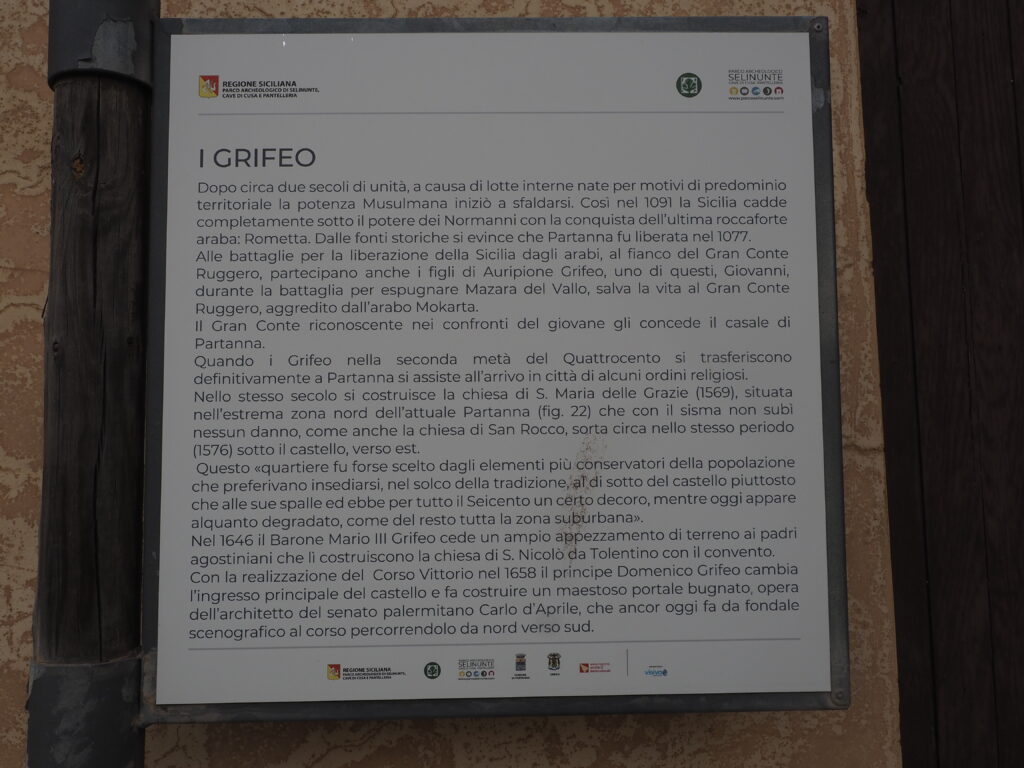 REGIONE SICILIANA
PARCO ARCHEOLOGICO DI SELINUNTE,
CAVE DI CUSA E PANTELLERIA
PARCO ARCHEOLOGICO
SELINUNTE
www.parcoselinunte.com
I GRIFEO
Dopo circa due secoli di unità, a causa di lotte interne nate per motivi di predominio
territoriale la potenza Musulmana iniziò a sfaldarsi. Così nel 1091 la Sicilia cadde
completamente sotto il potere dei Normanni con la conquista dell'ultima roccaforte
araba: Rometta. Dalle fonti storiche si evince che Partanna fu liberata nel 1077.
Alle battaglie per la liberazione della Sicilia dagli arabi, al fianco del Gran Conte
Ruggero, partecipano anche i figli di Auripione Grifeo, uno di questi, Giovanni,
durante la battaglia per espugnare Mazara del Vallo, salva la vita al Gran Conte
Ruggero, aggredito dall'arabo Mokarta.
Il Gran Conte riconoscente nei confronti del giovane gli concede il casale di
Partanna.
Quando i Grifeo nella seconda metà del Quattrocento si trasferiscono
definitivamente a Partanna si assiste all'arrivo in città di alcuni ordini religiosi.
Nello stesso secolo si costruisce la chiesa di S. Maria delle Grazie (1569), situata
nell'estrema zona nord dell'attuale Partanna (fig. 22) che con il sisma non subì
nessun danno, come anche la chiesa di San Rocco, sorta circa nello stesso periodo
(1576) sotto il castello, verso est.
Questo «quartiere fu forse scelto dagli elementi più conservatori della popolazione
che preferivano insediarsi, nel solco della tradizione, al di sotto del castello piuttosto
che alle sue spalle ed ebbe per tutto il Seicento un certo decoro, mentre oggi appare
alquanto degradato, come del resto tutta la zona suburbana».
Nel 1646 il Barone Mario III Grifeo cede un ampio appezzamento di terreno ai padri
agostiniani che lì costruiscono la chiesa di S. Nicolò da Tolentino con il convento.
Con la realizzazione del Corso Vittorio nel 1658 il principe Domenico Grifeo cambia
l'ingresso principale del castello e fa costruire un maestoso portale bugnato, opera
dell'architetto del senato palermitano Carlo d'Aprile, che ancor oggi fa da fondale
scenografico al corso percorrendolo da nord verso sud.
REGIONE SICILIANA
PARCO ARCHEOLOGICO DI SELINUNTE,
CAVE DI CUSA E PANTELLERIA
SELINUNTE